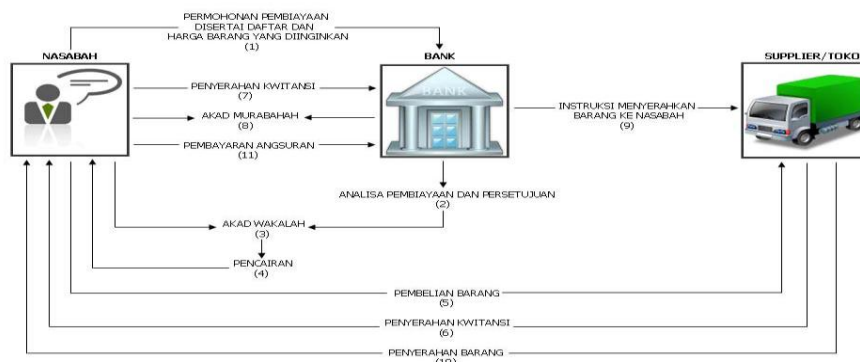 PERMOHONAN PEMBIAYAAN
DISERTAI DAFTAR DAN
HARGA BARANG YANG DIINGINKAN
(1)
NASABAH
BANK
SUPPLIER/TOKO
BANK
PENYERAHAN KWITANSI
(7)
AKAD MURABAHAH
(8)
PEMBAYARAN ANGSURAN
(11)
INSTRUKSI MENYERAHKAN
BARANG KE NASABAH
(9)
ANALISA PEMBIAYAAN DAN PERSETUJUAN
(2)
AKAD WAKALAH
(3)
PENCAIRAN
(4)
PEMBELIAN BARANG
(5)
PENYERAHAN KWITANSI
(6)
PENYERAHAN BARANG
(10)